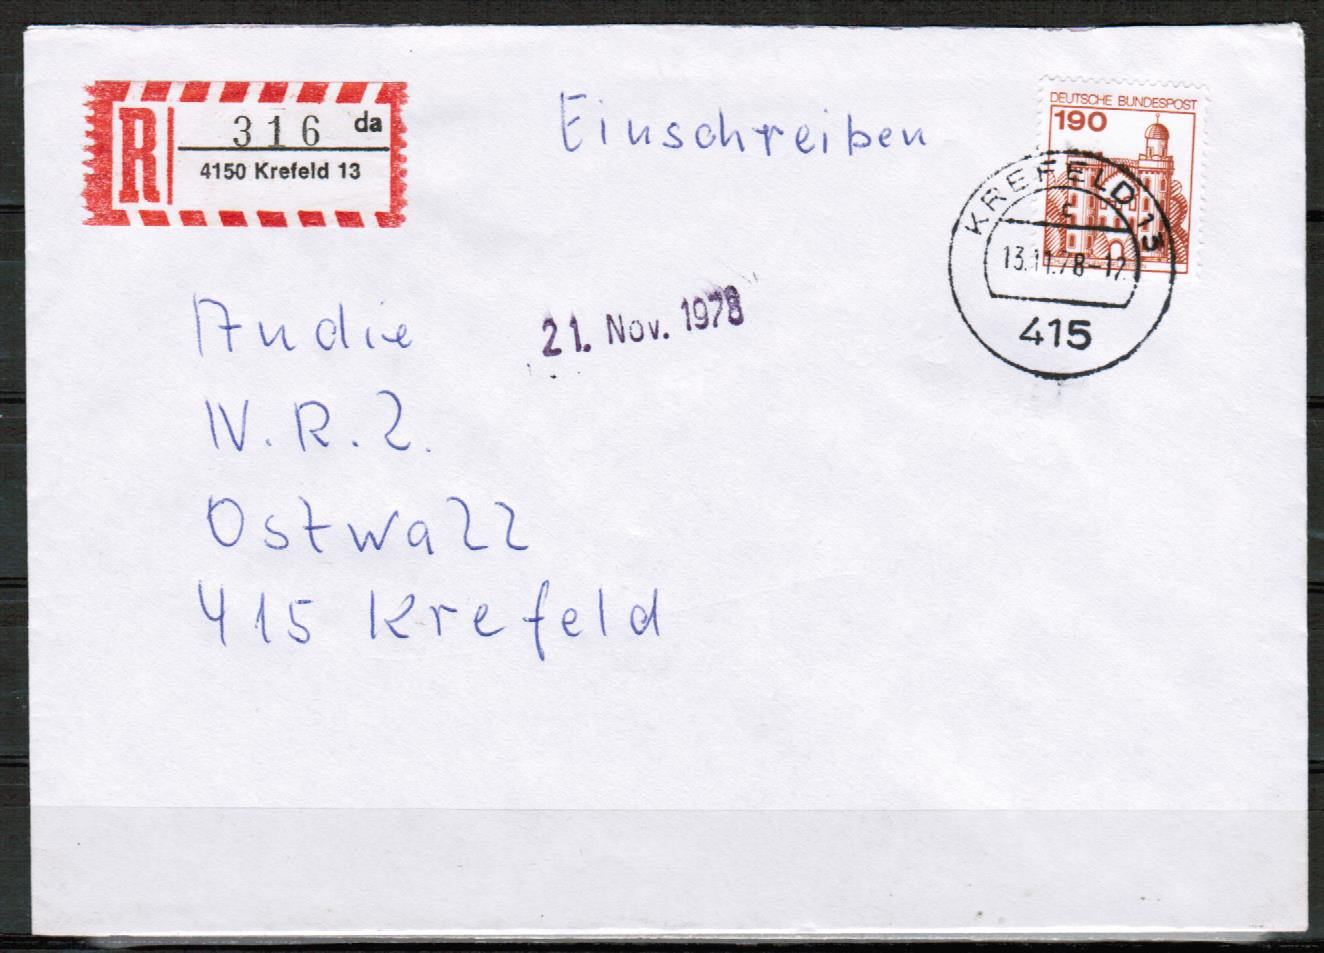 R
316 da
4150 Krefeld 13
Einschreiben
DEUTSCHE BUNDESPOST
190
KREFELD 13
c
13.11.78-12
415
21. Nov. 1978
An die
W.R.Z.
Ostwall
415 Krefeld